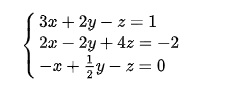 3x + 2y − z = 1
2x − 2y + 4z = −2
−x + ½y − z = 0